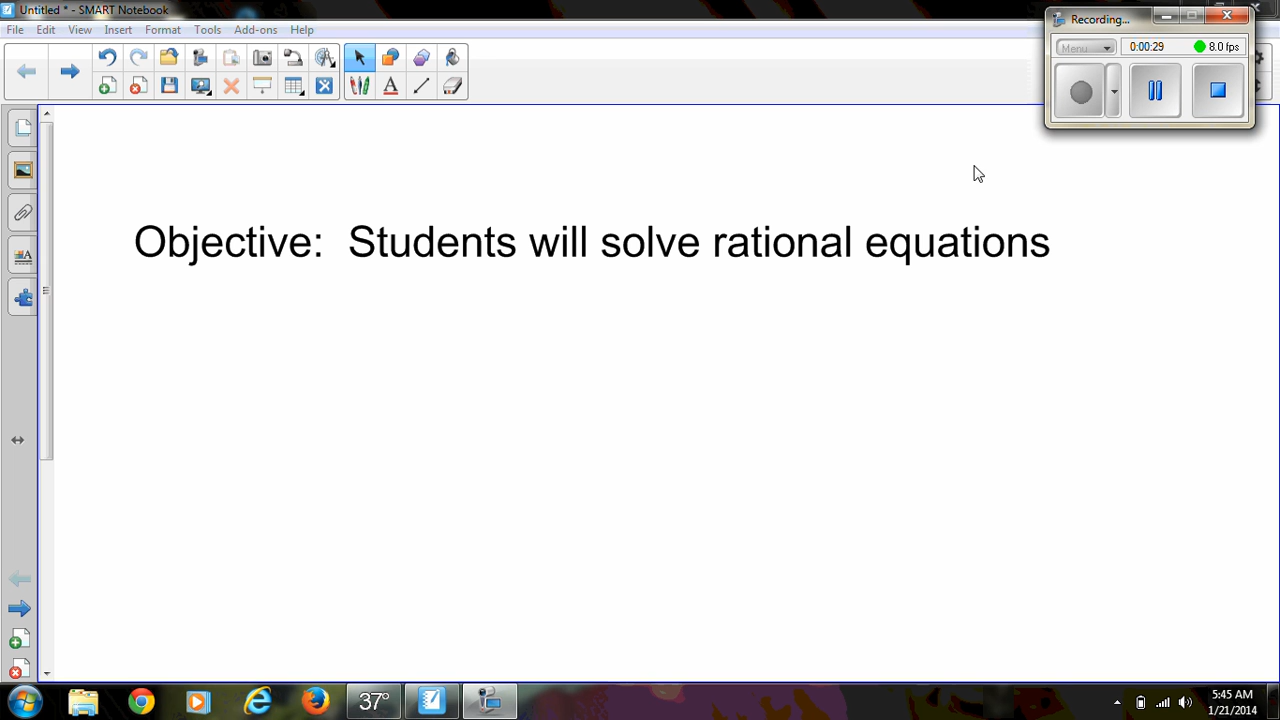 Untitled * - SMART Notebook
File Edit View Insert Format Tools Add-ons Help
Recording...
Menu
0:00:29
8.0 fps
Objective:  Students will solve rational equations
37°
5:45 AM
1/21/2014